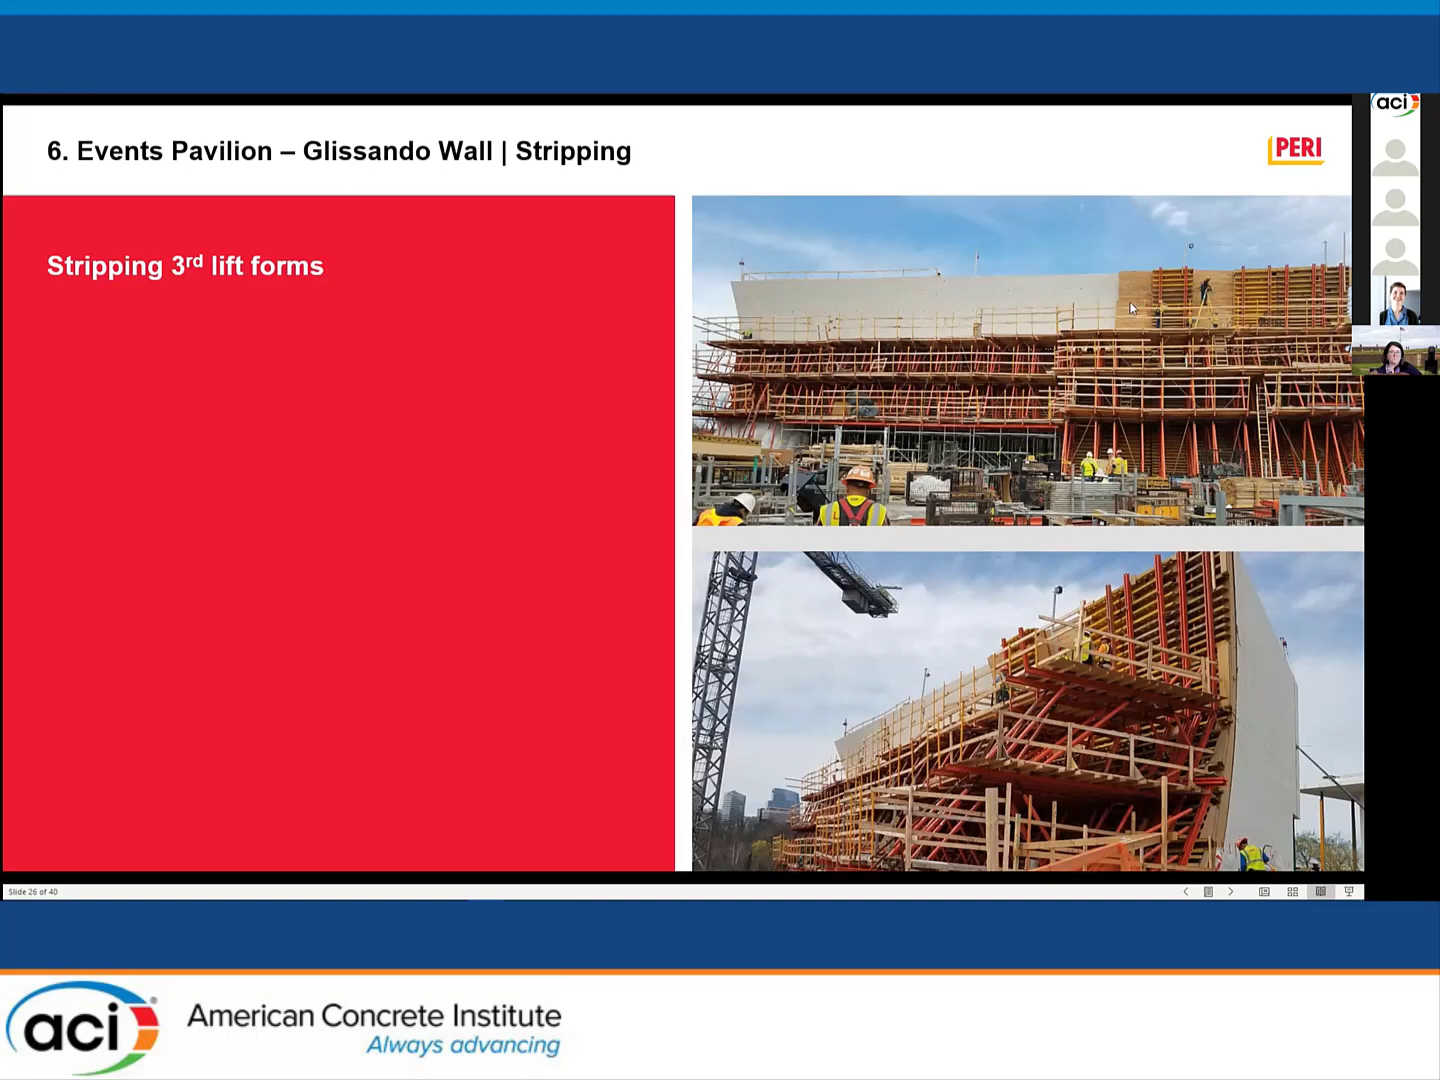 aci
6. Events Pavilion – Glissando Wall | Stripping
PERI
Stripping 3rd lift forms
Slide 26 of 40
aci
American Concrete Institute
Always advancing